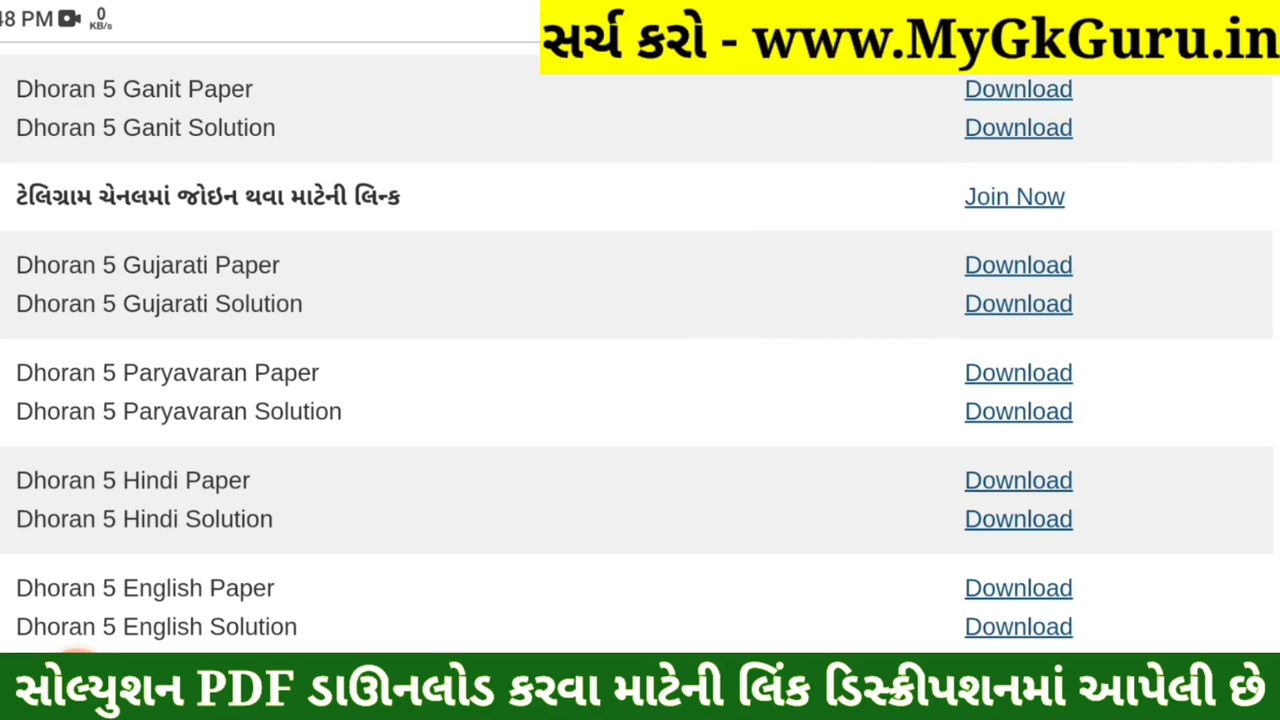 48 PM 0 KB/s
સર્ચ કરો - www.MyGkGuru.in
Dhoran 5 Ganit Paper Download
Dhoran 5 Ganit Solution Download
ટેલિગ્રામ ચેનલમાં જોઇન થવા માટેની લિન્ક Join Now
Dhoran 5 Gujarati Paper Download
Dhoran 5 Gujarati Solution Download
Dhoran 5 Paryavaran Paper Download
Dhoran 5 Paryavaran Solution Download
Dhoran 5 Hindi Paper Download
Dhoran 5 Hindi Solution Download
Dhoran 5 English Paper Download
Dhoran 5 English Solution Download
સોલ્યુશન PDF ડાઊનલોડ કરવા માટેની લિંક ડિસ્ક્રીપશનમાં આપેલી છે